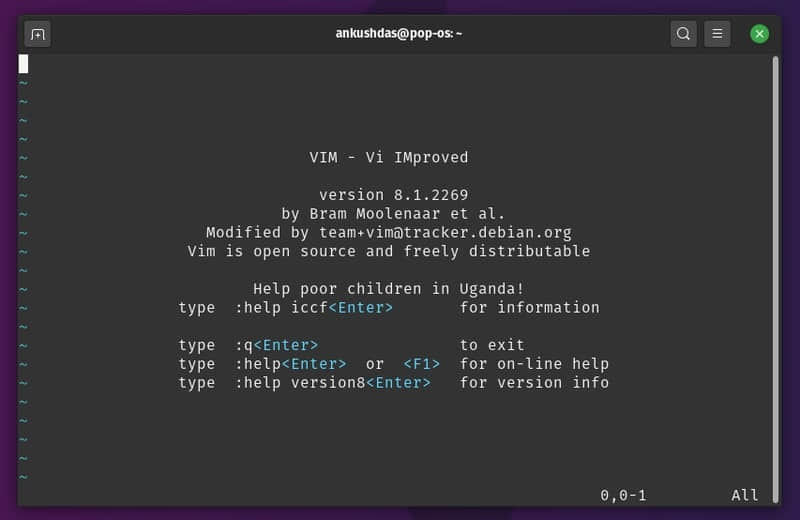 ankushdas@pop-os: ~
~
~
~
~
~ VIM - Vi IMproved
~
~ version 8.1.2269
~ by Bram Moolenaar et al.
~ Modified by team+vim@tracker.debian.org
~ Vim is open source and freely distributable
~
~ Help poor children in Uganda!
~ type :help iccf<Enter> for information
~
~ type :q<Enter> to exit
~ type :help<Enter> or <F1> for on-line help
~ type :help version8<Enter> for version info
~
~
~
~
~
0,0-1 All